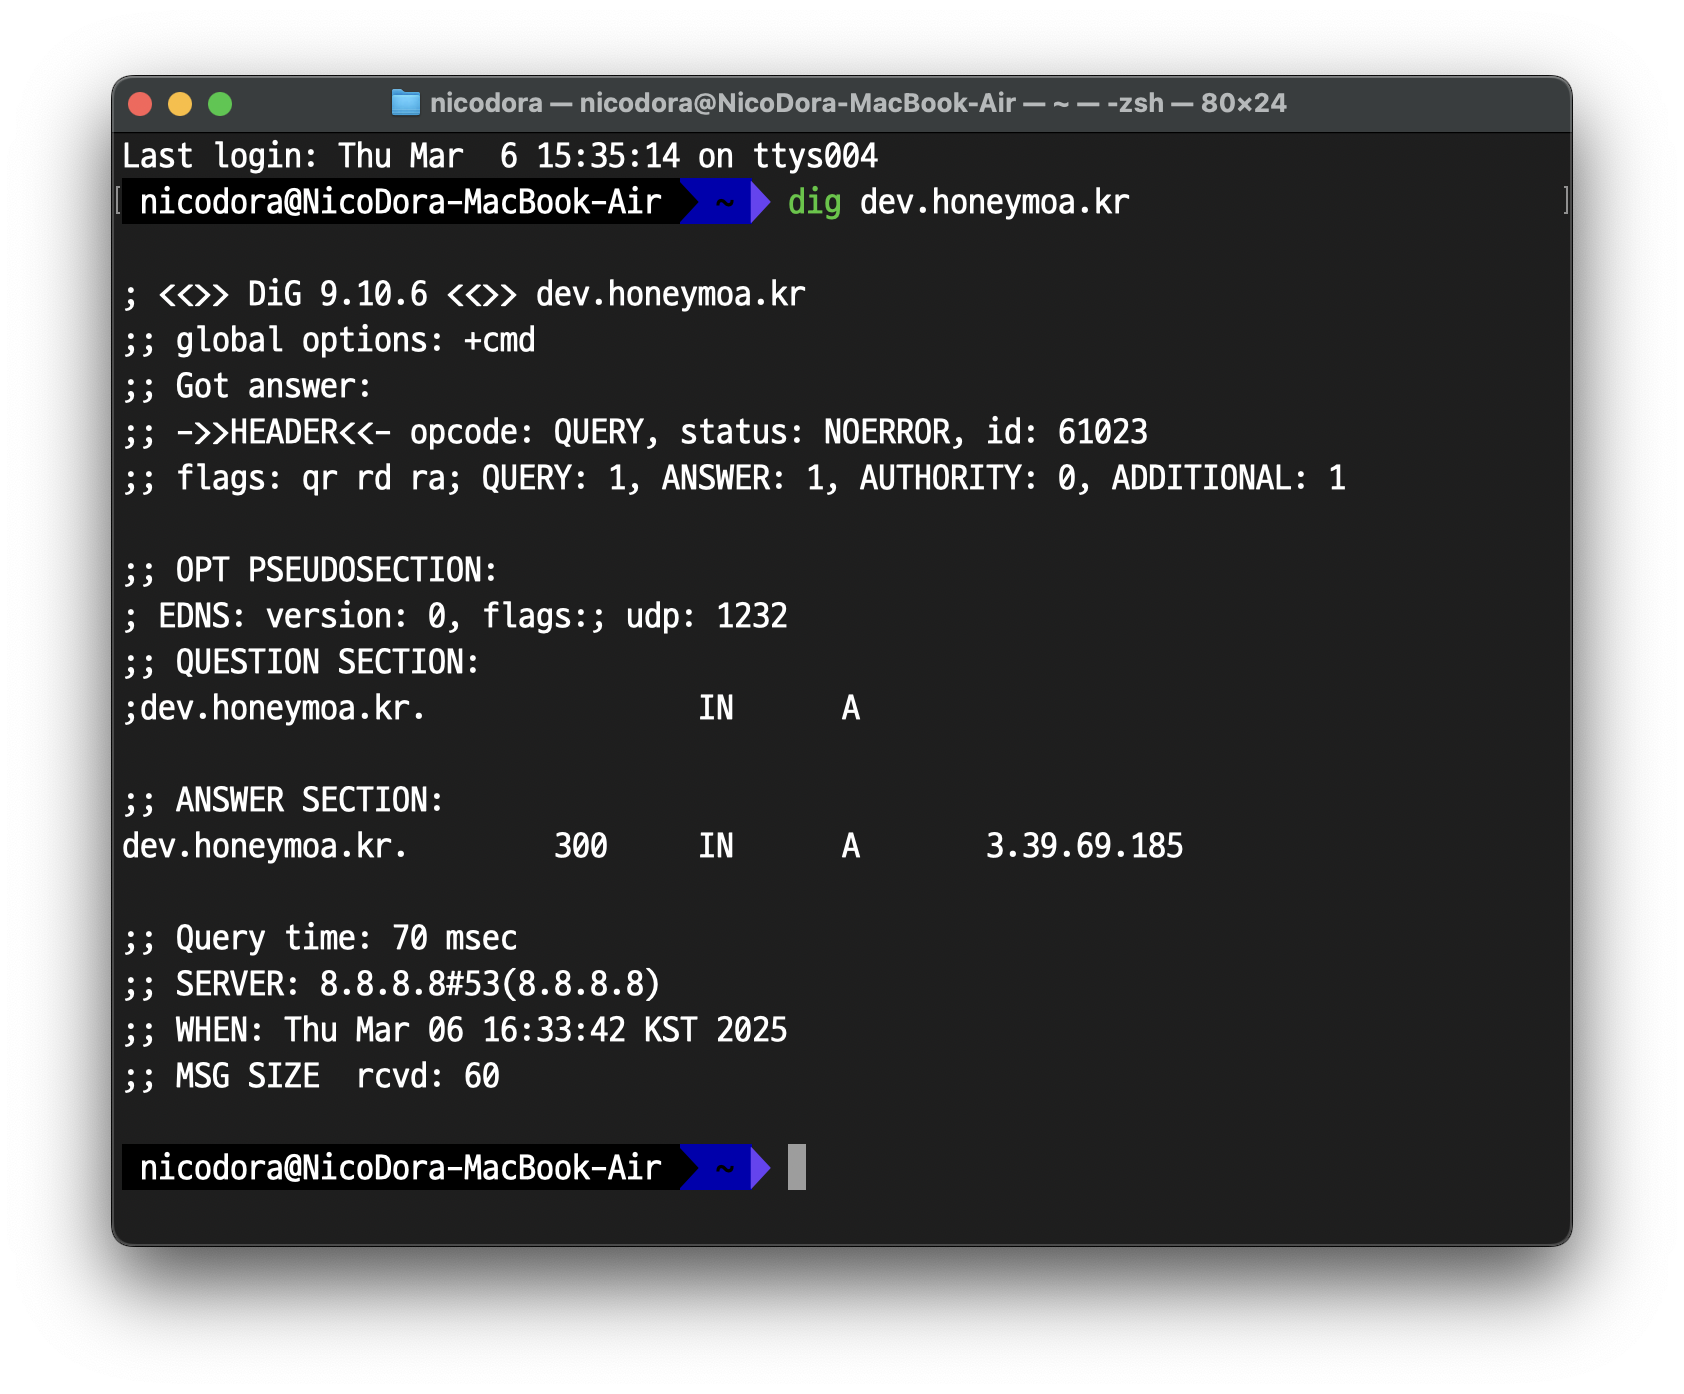 nicodora — nicodora@NicoDora-MacBook-Air — ~ — -zsh — 80×24
Last login: Thu Mar  6 15:35:14 on ttys004
[ nicodora@NicoDora-MacBook-Air  ~  dig dev.honeymoa.kr ]
; <<>> DiG 9.10.6 <<>> dev.honeymoa.kr
;; global options: +cmd
;; Got answer:
;; ->>HEADER<<- opcode: QUERY, status: NOERROR, id: 61023
;; flags: qr rd ra; QUERY: 1, ANSWER: 1, AUTHORITY: 0, ADDITIONAL: 1
;; OPT PSEUDOSECTION:
; EDNS: version: 0, flags:; udp: 1232
;; QUESTION SECTION:
;dev.honeymoa.kr.               IN      A
;; ANSWER SECTION:
dev.honeymoa.kr.        300     IN      A       3.39.69.185
;; Query time: 70 msec
;; SERVER: 8.8.8.8#53(8.8.8.8)
;; WHEN: Thu Mar 06 16:33:42 KST 2025
;; MSG SIZE  rcvd: 60
nicodora@NicoDora-MacBook-Air  ~